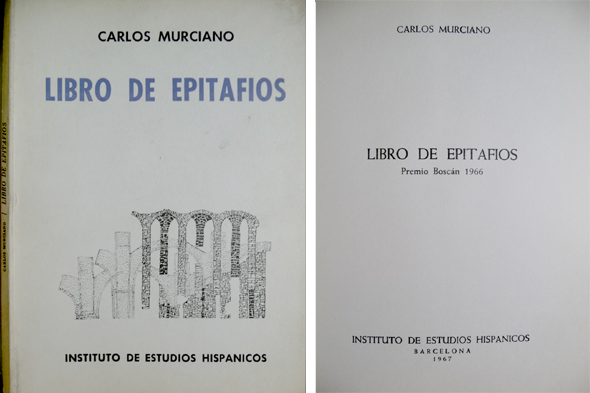 CARLOS MURCIANO
LIBRO DE EPITAFIOS
INSTITUTO DE ESTUDIOS HISPANICOS
CARLOS MURCIANO / LIBRO DE EPITAFIOS
CARLOS MURCIANO
LIBRO DE EPITAFIOS
Premio Boscán 1966
INSTITUTO DE ESTUDIOS HISPANICOS
BARCELONA
1967